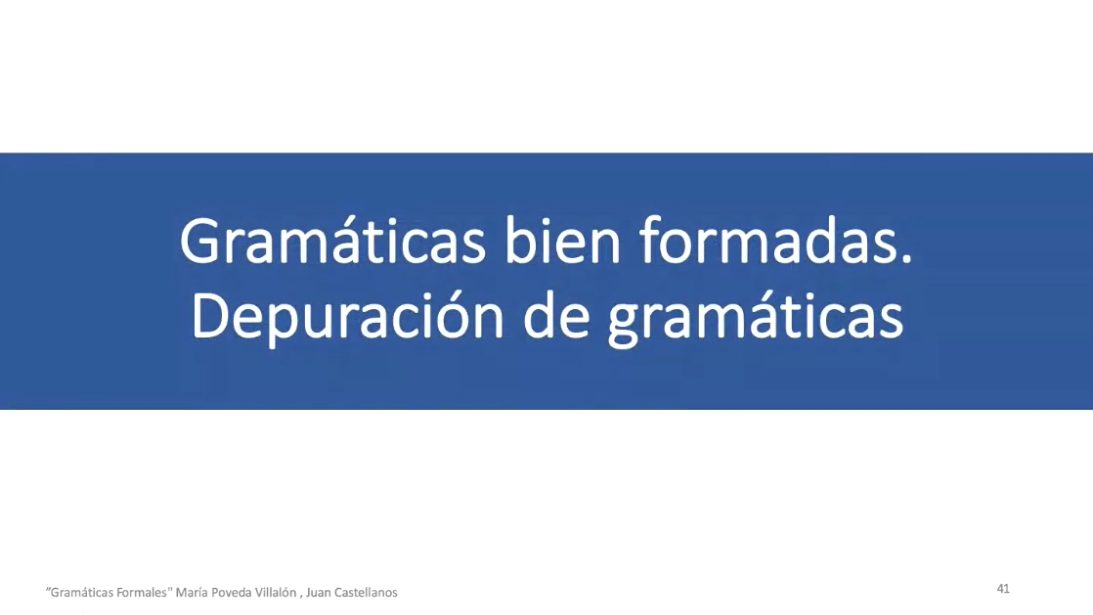 Gramáticas bien formadas.
Depuración de gramáticas
"Gramáticas Formales" María Poveda Villalón , Juan Castellanos
41